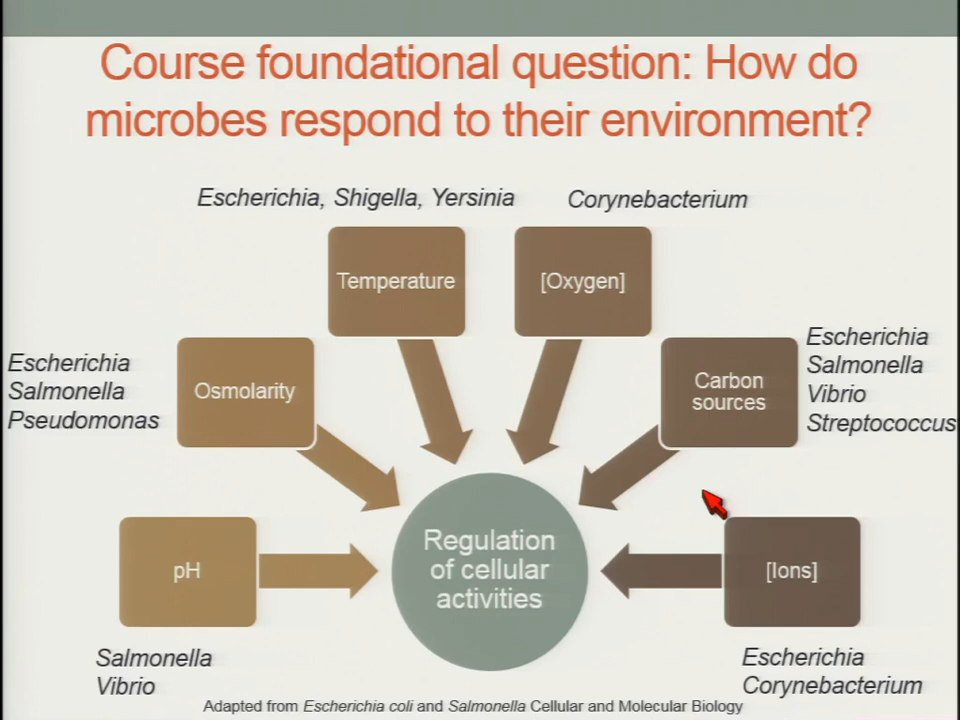 Course foundational question: How do
microbes respond to their environment?
Escherichia, Shigella, Yersinia
Corynebacterium
Temperature
[Oxygen]
Escherichia
Salmonella
Pseudomonas
Osmolarity
Carbon
sources
Escherichia
Salmonella
Vibrio
Streptococcus
pH
Regulation
of cellular
activities
[Ions]
Salmonella
Vibrio
Escherichia
Corynebacterium
Adapted from Escherichia coli and Salmonella Cellular and Molecular Biology